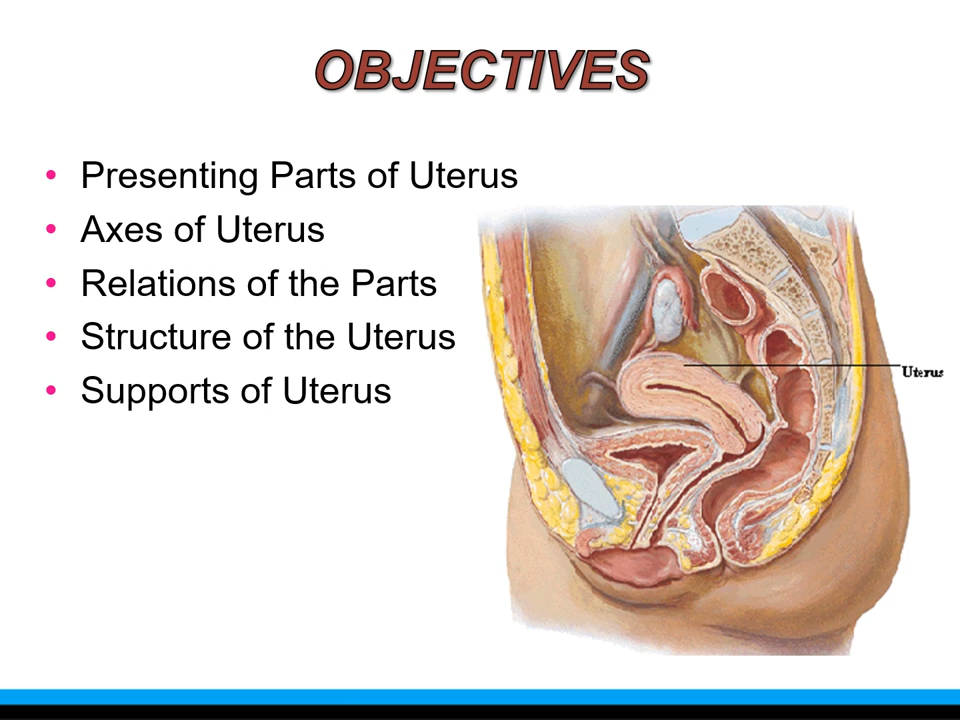 OBJECTIVES
• Presenting Parts of Uterus
• Axes of Uterus
• Relations of the Parts
• Structure of the Uterus
• Supports of Uterus
Uterus